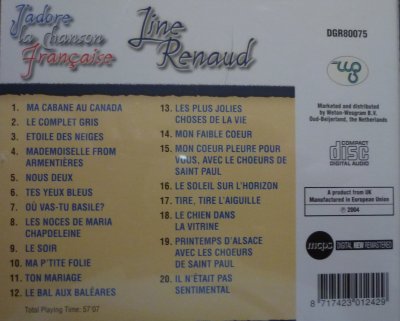 J'adore
la Chanson
Française
Line
Renaud
DGR80075
wg
Marketed and distributed
by Weton-Wesgram B.V.
Oud-Beijerland, the Netherlands
COMPACT
disc
DIGITAL AUDIO
A product from UK
Manufactured in European Union
℗ 2004
mcps
DIGITAL NEW REMASTERED
8 717423 012429
1. MA CABANE AU CANADA
2. LE COMPLET GRIS
3. ETOILE DES NEIGES
4. MADEMOISELLE FROM
ARMENTIÈRES
5. NOUS DEUX
6. TES YEUX BLEUS
7. OÙ VAS-TU BASILE?
8. LES NOCES DE MARIA
CHAPDELEINE
9. LE SOIR
10. MA P'TITE FOLIE
11. TON MARIAGE
12. LE BAL AUX BALÉARES
13. LES PLUS JOLIES
CHOSES DE LA VIE
14. MON FAIBLE COEUR
15. MON COEUR PLEURE POUR
VOUS, AVEC LE CHOEURS DE
SAINT PAUL
16. LE SOLEIL SUR L'HORIZON
17. TIRE, TIRE L'AIGUILLE
18. LE CHIEN DANS
LA VITRINE
19. PRINTEMPS D'ALSACE
AVEC LES CHOEURS
DE SAINT PAUL
20. IL N'ÉTAIT PAS
SENTIMENTAL
Total Playing Time: 57'07